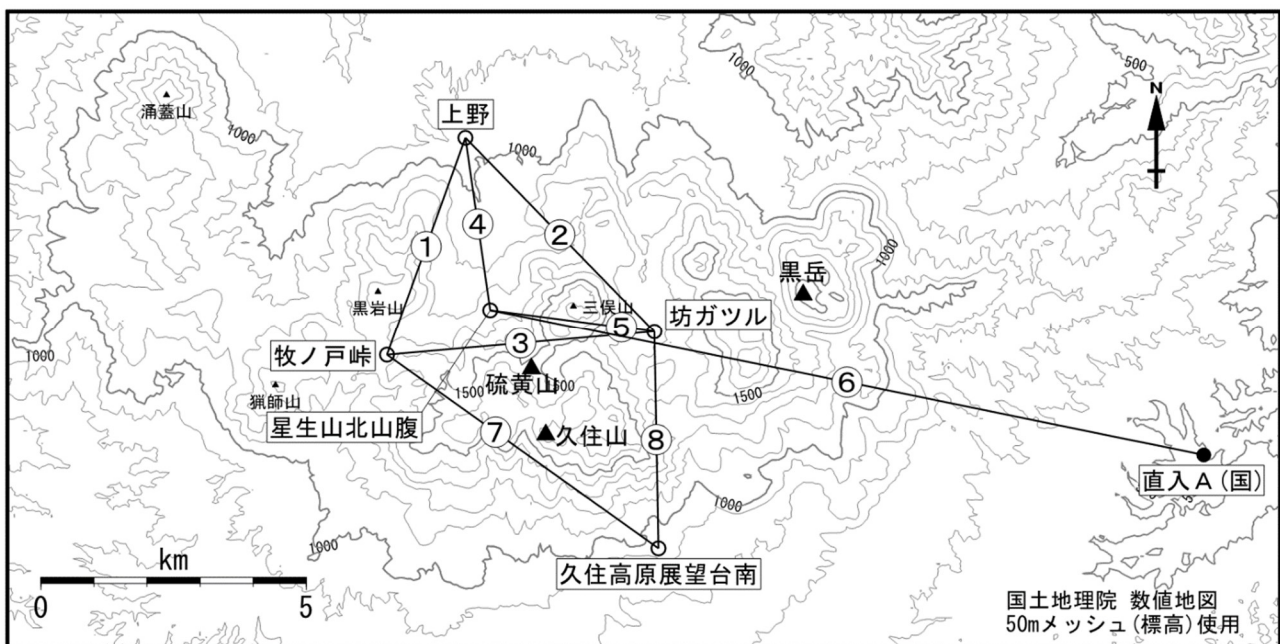 1000
500
N
涌蓋山
上野
1000
1000
④
②
①
1000
黒岳
黒岩山
三俣山
⑤
坊ガツル
③
1000
牧ノ戸峠
硫黄山
1500
1500
⑥
1500
猟師山
星生山北山腹
⑦
久住山
⑧
直入A(国)
1000
1000
km
久住高原展望台南
0
5
国土地理院 数値地図
50mメッシュ(標高)使用